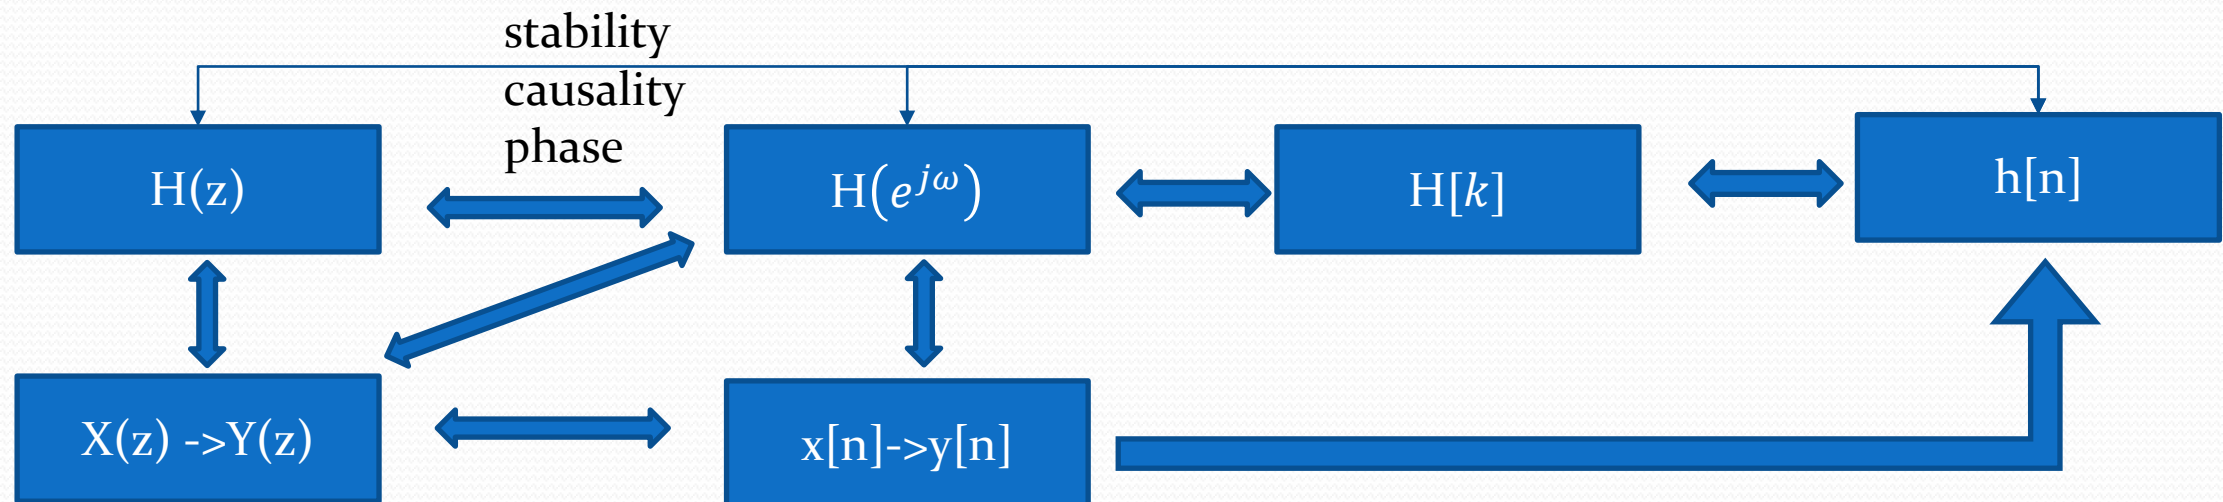 stability
causality
phase
H(z)
H(e^{jω})
H[k]
h[n]
X(z) ->Y(z)
x[n]->y[n]